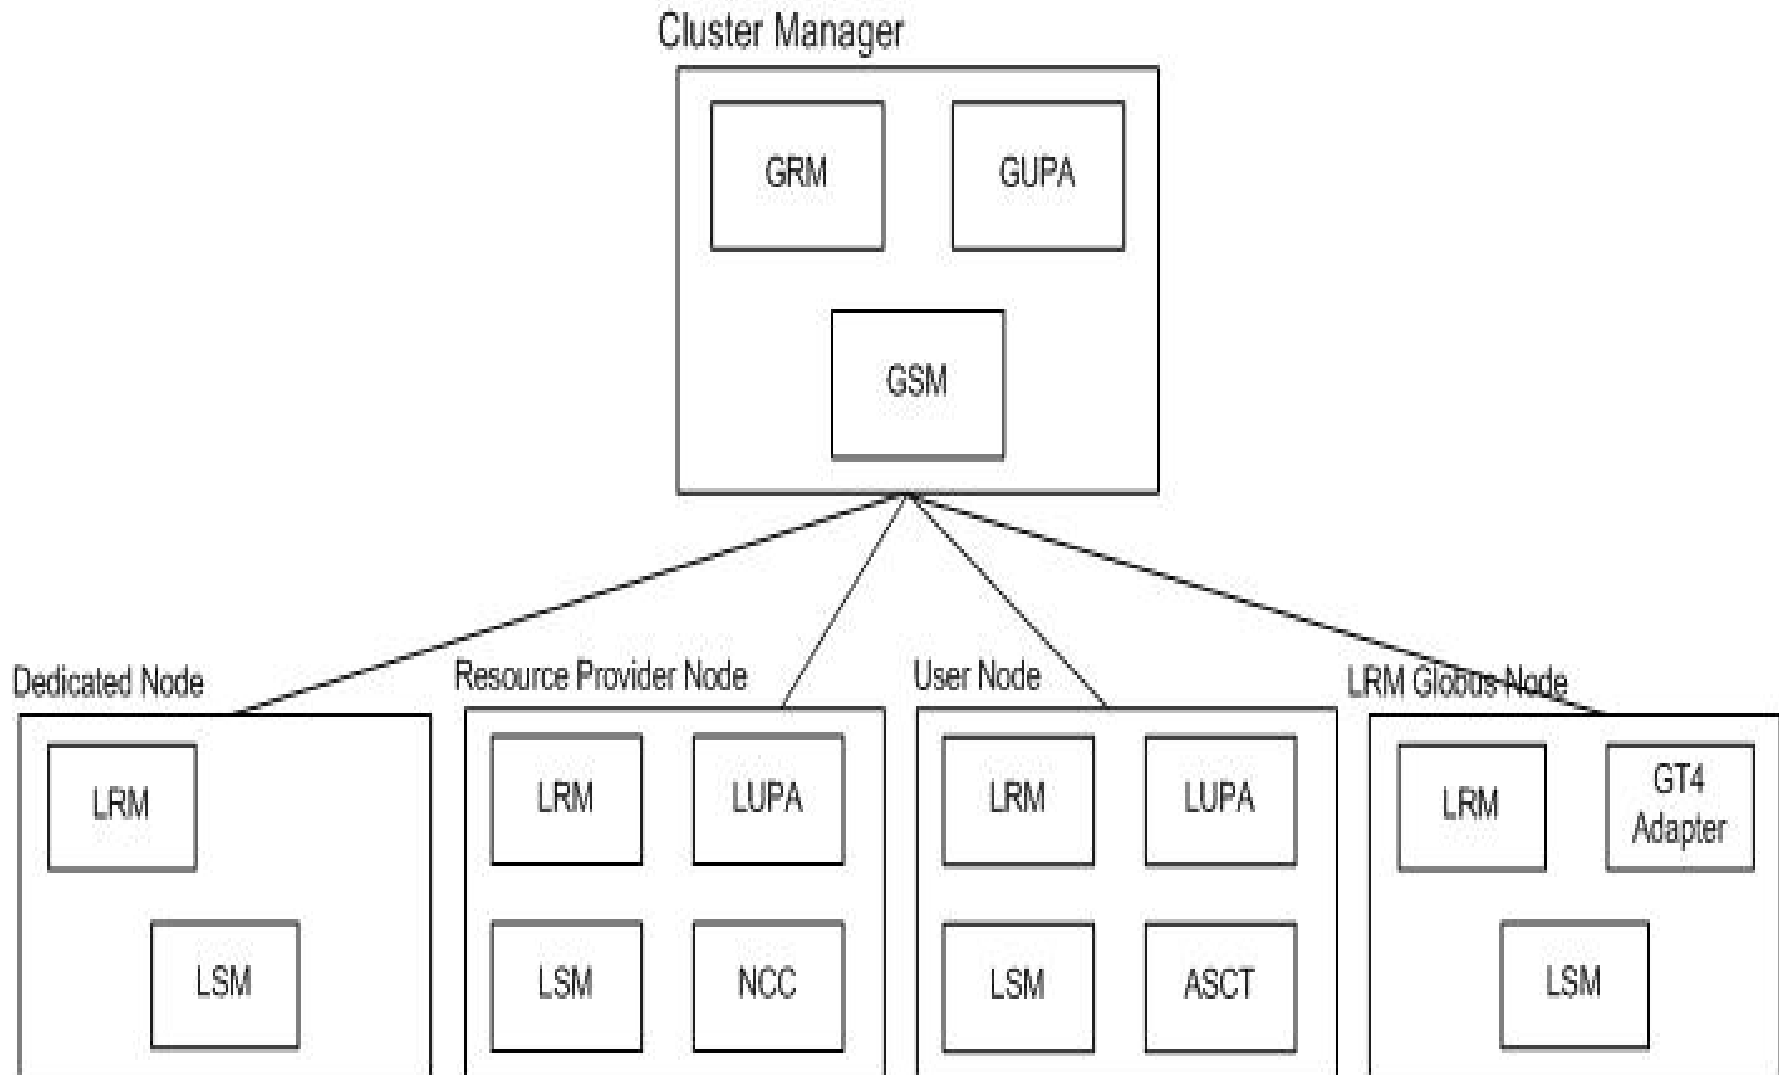 Cluster Manager
GRM
GUPA
GSM
Dedicated Node
Resource Provider Node
User Node
LRM Globus Node
LRM
LSM
LRM
LUPA
LSM
NCC
LRM
LUPA
LSM
ASCT
LRM
GT4
Adapter
LSM